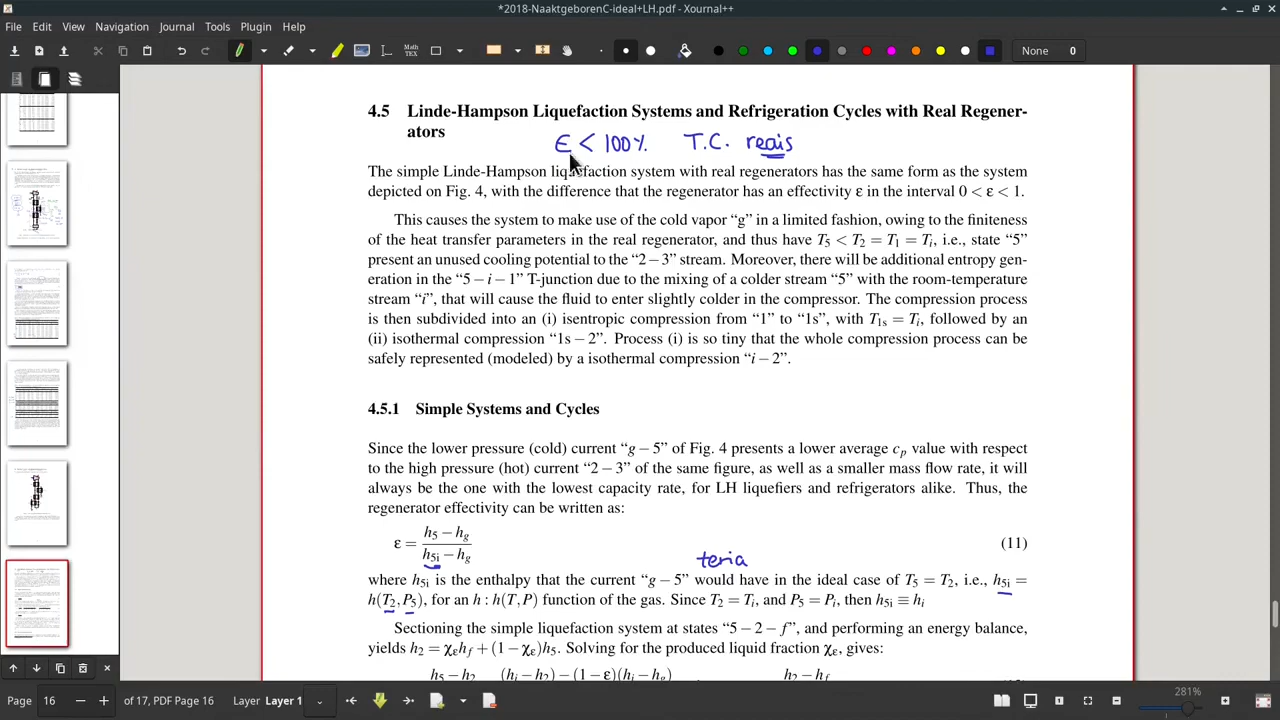 *2018-NaaktgeborenC-ideal+LH.pdf - Xournal++
File Edit View Navigation Journal Tools Plugin Help
Math TEX None 0
4.5 Linde-Hampson Liquefaction Systems and Refrigeration Cycles with Real Regener-
ators
ϵ < 100% T.C. reais
The simple Linde-Hampson liquefaction system with real regenerators has the same form as the system
depicted on Fig. 4, with the difference that the regenerator has an effectivity ε in the interval 0 < ε < 1.
This causes the system to make use of the cold vapor “g” in a limited fashion, owing to the finiteness
of the heat transfer parameters in the real regenerator, and thus have T5 < T2 = T1 = Ti, i.e., state “5”
present an unused cooling potential to the “2 − 3” stream. Moreover, there will be additional entropy gen-
eration in the “5 − i − 1” T-junction due to the mixing of a colder stream “5” with the room-temperature
stream “i”, that will cause the fluid to enter slightly colder in the compressor. The compression process
is then subdivided into an (i) isentropic compression from “1” to “1s”, with T1s = Ti, followed by an
(ii) isothermal compression “1s − 2”. Process (i) is so tiny that the whole compression process can be
safely represented (modeled) by a isothermal compression “i − 2”.
4.5.1 Simple Systems and Cycles
Since the lower pressure (cold) current “g − 5” of Fig. 4 presents a lower average cp value with respect
to the high pressure (hot) current “2 − 3” of the same figure, as well as a smaller mass flow rate, it will
always be the one with the lowest capacity rate, for LH liquefiers and refrigerators alike. Thus, the
regenerator effectivity can be written as:
ε = (h5 − hg) / (h5i − hg) (11)
teria
where h5i is the enthalpy that the current “g − 5” would have in the ideal case of T5 = T2, i.e., h5i =
h(T2, P5), for an h : h(T, P) function of the gas. Since T2 = Ti, and P5 = Pi, then h5i ≡ hi
Sectioning the simple liquefaction system at states “5 − 2 − f”, and performing an energy balance,
yields h2 = χεhf + (1 − χε)h5. Solving for the produced liquid fraction χε, gives:
h5 − h2 (hi − h2) − (1 − ε)(hi − hg) h2 − hf
281%
Page 16 of 17, PDF Page 16 Layer Layer 1